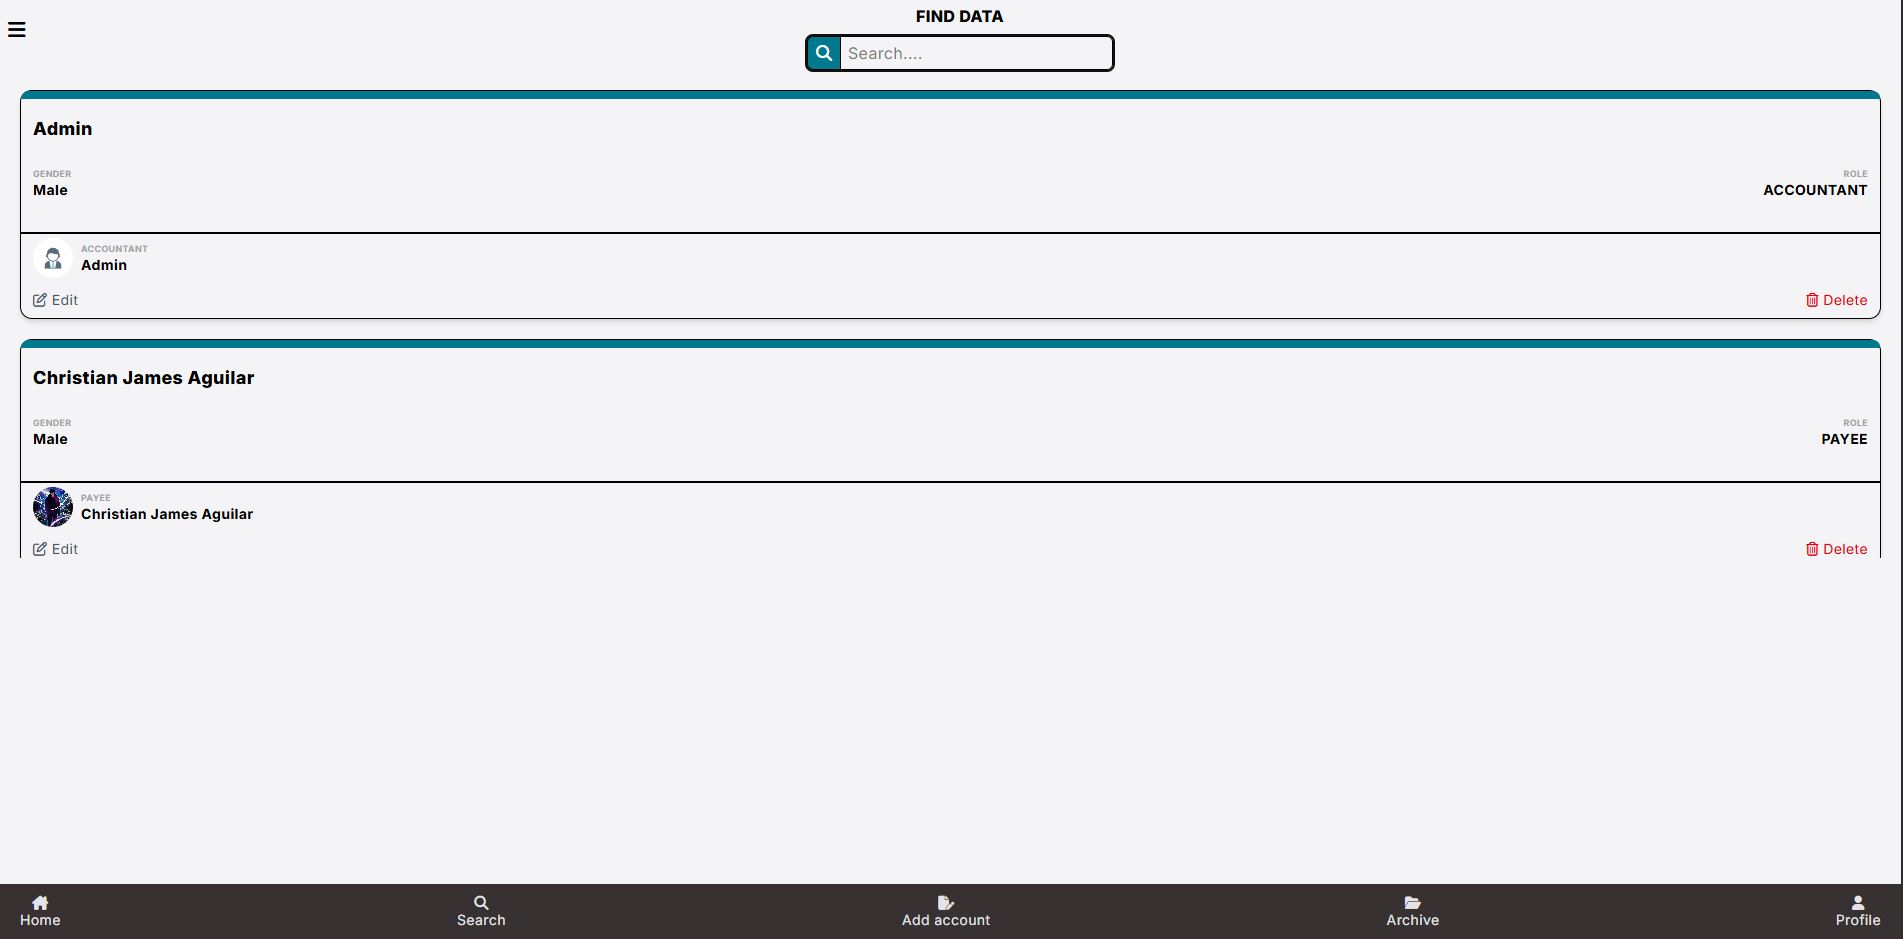 FIND DATA
Search....
Admin
GENDER
ROLE
Male
ACCOUNTANT
ACCOUNTANT
Admin
Edit
Delete
Christian James Aguilar
GENDER
ROLE
Male
PAYEE
PAYEE
Christian James Aguilar
Edit
Delete
Home
Search
Add account
Archive
Profile